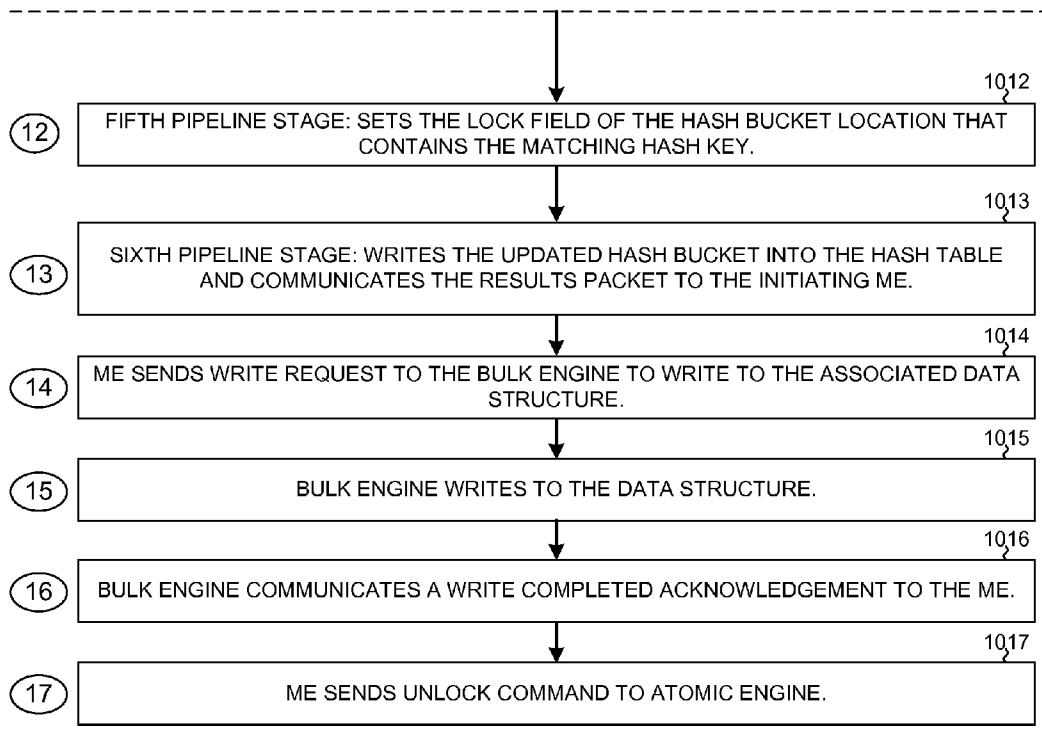 1012
12
FIFTH PIPELINE STAGE: SETS THE LOCK FIELD OF THE HASH BUCKET LOCATION THAT
CONTAINS THE MATCHING HASH KEY.
1013
13
SIXTH PIPELINE STAGE: WRITES THE UPDATED HASH BUCKET INTO THE HASH TABLE
AND COMMUNICATES THE RESULTS PACKET TO THE INITIATING ME.
1014
14
ME SENDS WRITE REQUEST TO THE BULK ENGINE TO WRITE TO THE ASSOCIATED DATA
STRUCTURE.
1015
15
BULK ENGINE WRITES TO THE DATA STRUCTURE.
1016
16
BULK ENGINE COMMUNICATES A WRITE COMPLETED ACKNOWLEDGEMENT TO THE ME.
1017
17
ME SENDS UNLOCK COMMAND TO ATOMIC ENGINE.